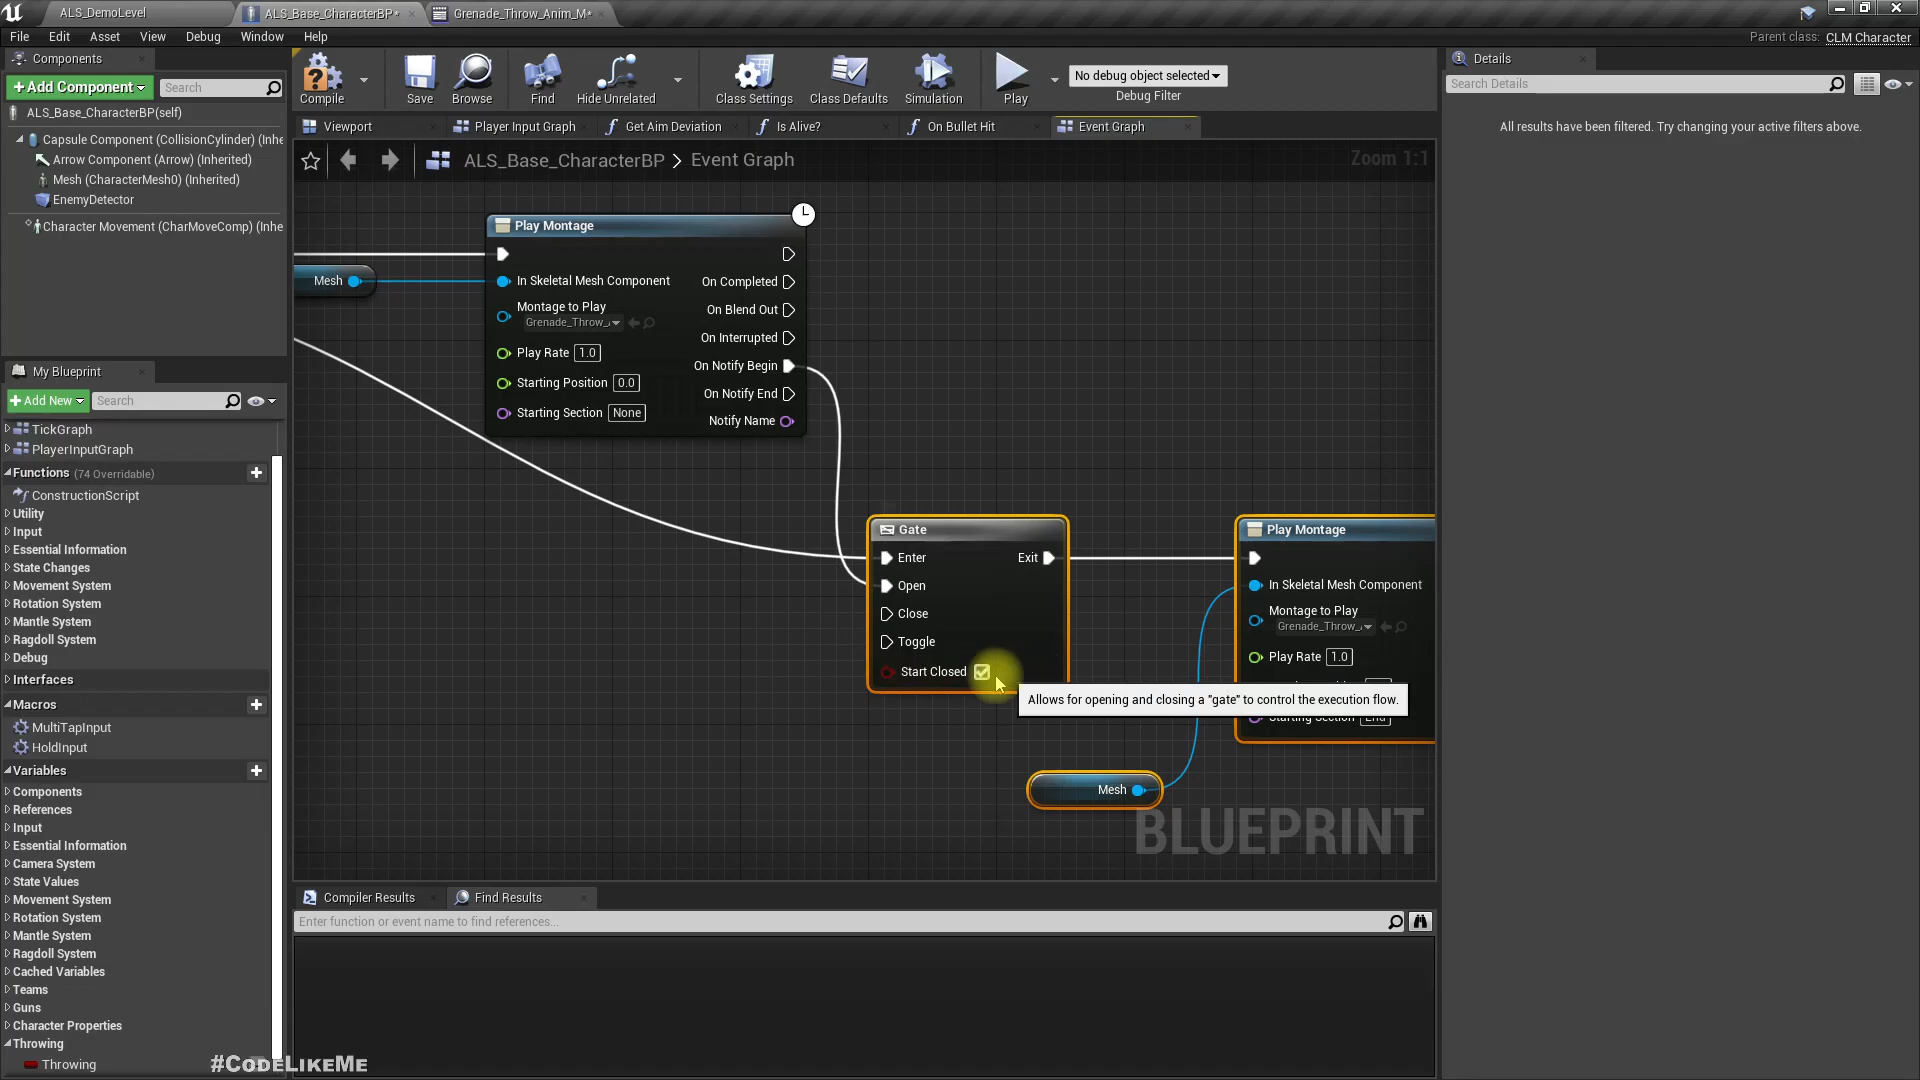 ALS_DemoLevel
ALS_Base_CharacterBP*
Grenade_Throw_Anim_M*
File Edit Asset View Debug Window Help
Parent class: CLM Character
Components
+Add Component
Search
ALS_Base_CharacterBP(self)
Capsule Component (CollisionCylinder) (Inhe
Arrow Component (Arrow) (Inherited)
Mesh (CharacterMesh0) (Inherited)
EnemyDetector
Character Movement (CharMoveComp) (Inhe
Compile
Save
Browse
Find
Hide Unrelated
Class Settings
Class Defaults
Simulation
Play
No debug object selected
Debug Filter
Viewport
Player Input Graph
Get Aim Deviation
Is Alive?
On Bullet Hit
Event Graph
ALS_Base_CharacterBP > Event Graph
Zoom 1:1
Play Montage
Mesh
In Skeletal Mesh Component
Montage to Play
Grenade_Throw_
Play Rate 1.0
Starting Position 0.0
Starting Section None
On Completed
On Blend Out
On Interrupted
On Notify Begin
On Notify End
Notify Name
Gate
Enter
Exit
Open
Close
Toggle
Start Closed
Allows for opening and closing a "gate" to control the execution flow.
Play Montage
In Skeletal Mesh Component
Montage to Play
Grenade_Throw_
Play Rate 1.0
Starting Section End
Mesh
BLUEPRINT
My Blueprint
+Add New
Search
TickGraph
PlayerInputGraph
Functions (74 Overridable)
ConstructionScript
Utility
Input
Essential Information
State Changes
Movement System
Rotation System
Mantle System
Ragdoll System
Debug
Interfaces
Macros
MultiTapInput
HoldInput
Variables
Components
References
Input
Essential Information
Camera System
State Values
Movement System
Rotation System
Mantle System
Ragdoll System
Cached Variables
Teams
Guns
Character Properties
Throwing
Throwing
#CodeLikeMe
Compiler Results
Find Results
Enter function or event name to find references...
Details
Search Details
All results have been filtered. Try changing your active filters above.